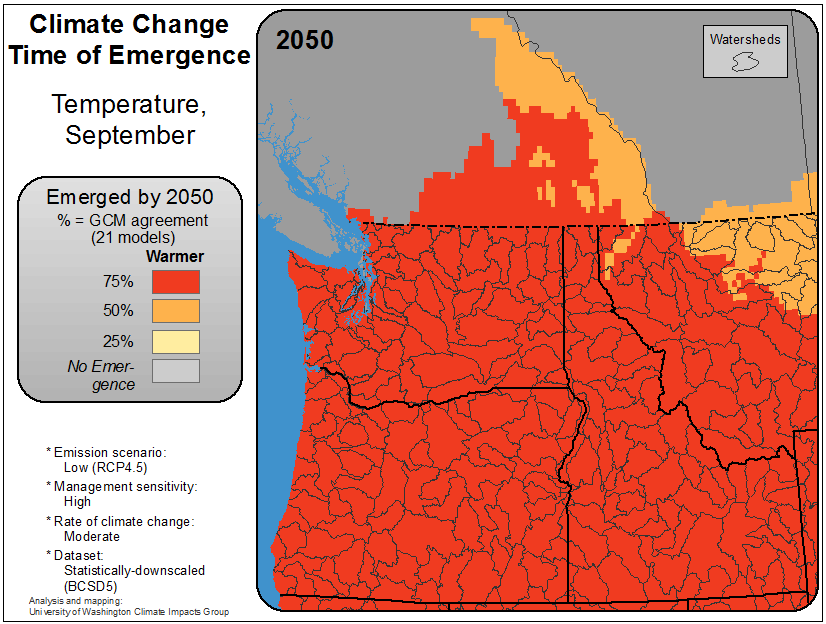 Climate Change
Time of Emergence
Temperature,
September
Emerged by 2050
% = GCM agreement
(21 models)
Warmer
75%
50%
25%
No Emer-
gence
* Emission scenario:
Low (RCP4.5)
* Management sensitivity:
High
* Rate of climate change:
Moderate
* Dataset:
Statistically-downscaled
(BCSD5)
Analysis and mapping:
University of Washington Climate Impacts Group
2050
Watersheds